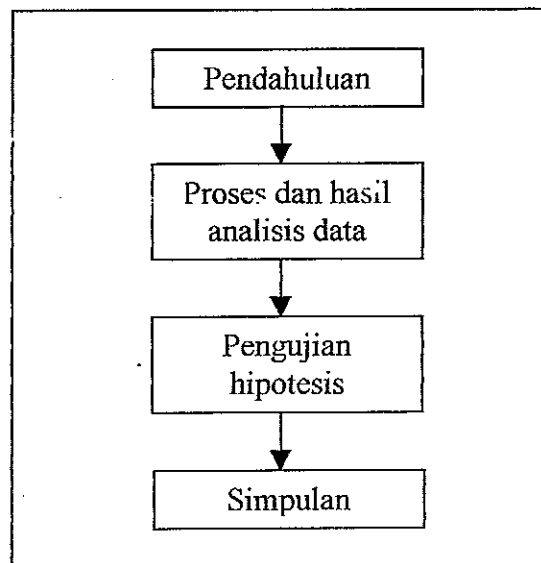 Pendahuluan
Proses dan hasil
analisis data
Pengujian
hipotesis
Simpulan